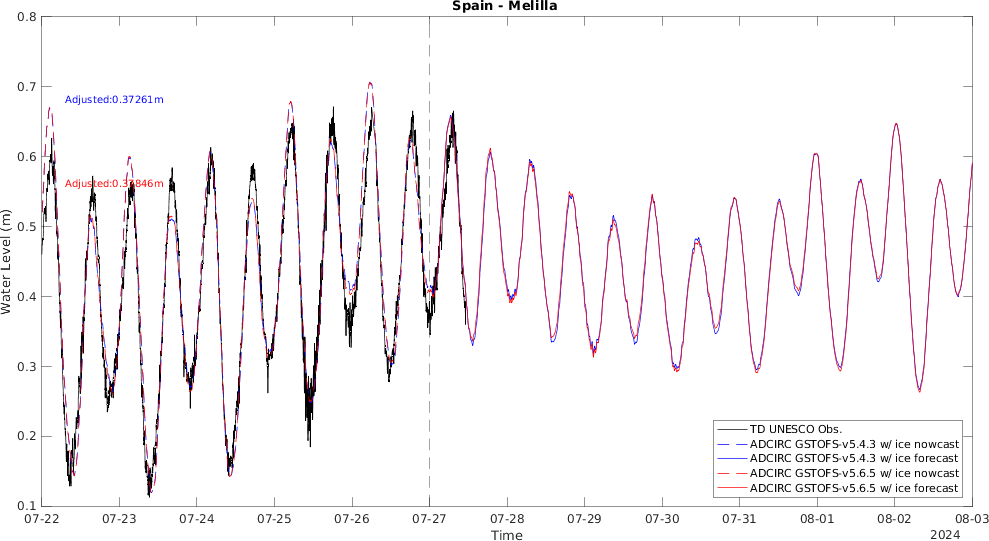 Spain - Melilla
0.8
0.7
0.6
0.5
0.4
0.3
0.2
0.1
Water Level (m)
Adjusted:0.37261m
Adjusted:0.37846m
TD UNESCO Obs.
ADCIRC GSTOFS-v5.4.3 w/ ice nowcast
ADCIRC GSTOFS-v5.4.3 w/ ice forecast
ADCIRC GSTOFS-v5.6.5 w/ ice nowcast
ADCIRC GSTOFS-v5.6.5 w/ ice forecast
07-22 07-23 07-24 07-25 07-26 07-27 07-28 07-29 07-30 07-31 08-01 08-02 08-03
Time
2024